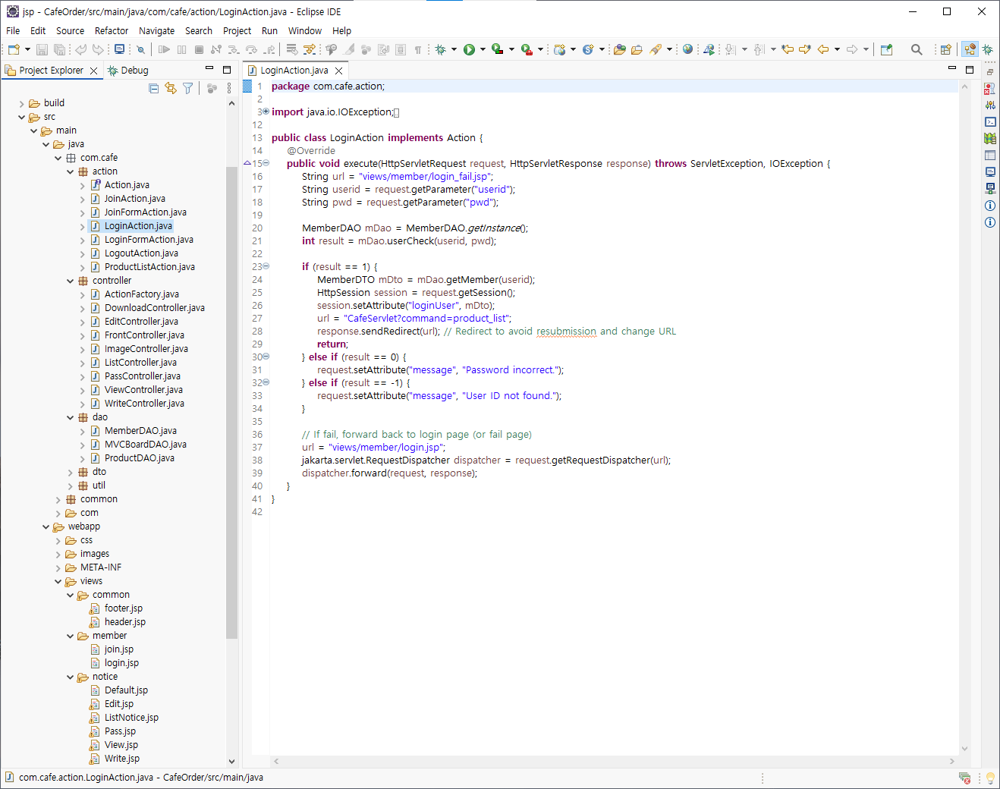 jsp - CafeOrder/src/main/java/com/cafe/action/LoginAction.java - Eclipse IDE
File Edit Source Refactor Navigate Search Project Run Window Help
Project Explorer
Debug
build
src
main
java
com.cafe
action
Action.java
JoinAction.java
JoinFormAction.java
LoginAction.java
LoginFormAction.java
LogoutAction.java
ProductListAction.java
controller
ActionFactory.java
DownloadController.java
EditController.java
FrontController.java
ImageController.java
ListController.java
PassController.java
ViewController.java
WriteController.java
dao
MemberDAO.java
MVCBoardDAO.java
ProductDAO.java
dto
util
common
com
webapp
css
images
META-INF
views
common
footer.jsp
header.jsp
member
join.jsp
login.jsp
notice
Default.jsp
Edit.jsp
ListNotice.jsp
Pass.jsp
View.jsp
Write.jsp
LoginAction.java
1 package com.cafe.action;
2
3 import java.io.IOException;
12
13 public class LoginAction implements Action {
14 @Override
15 public void execute(HttpServletRequest request, HttpServletResponse response) throws ServletException, IOException {
16 String url = "views/member/login_fail.jsp";
17 String userid = request.getParameter("userid");
18 String pwd = request.getParameter("pwd");
19
20 MemberDAO mDao = MemberDAO.getInstance();
21 int result = mDao.userCheck(userid, pwd);
22
23 if (result == 1) {
24 MemberDTO mDto = mDao.getMember(userid);
25 HttpSession session = request.getSession();
26 session.setAttribute("loginUser", mDto);
27 url = "CafeServlet?command=product_list";
28 response.sendRedirect(url); // Redirect to avoid resubmission and change URL
29 return;
30 } else if (result == 0) {
31 request.setAttribute("message", "Password incorrect.");
32 } else if (result == -1) {
33 request.setAttribute("message", "User ID not found.");
34 }
35
36 // If fail, forward back to login page (or fail page)
37 url = "views/member/login.jsp";
38 jakarta.servlet.RequestDispatcher dispatcher = request.getRequestDispatcher(url);
39 dispatcher.forward(request, response);
40 }
41 }
42
com.cafe.action.LoginAction.java - CafeOrder/src/main/java